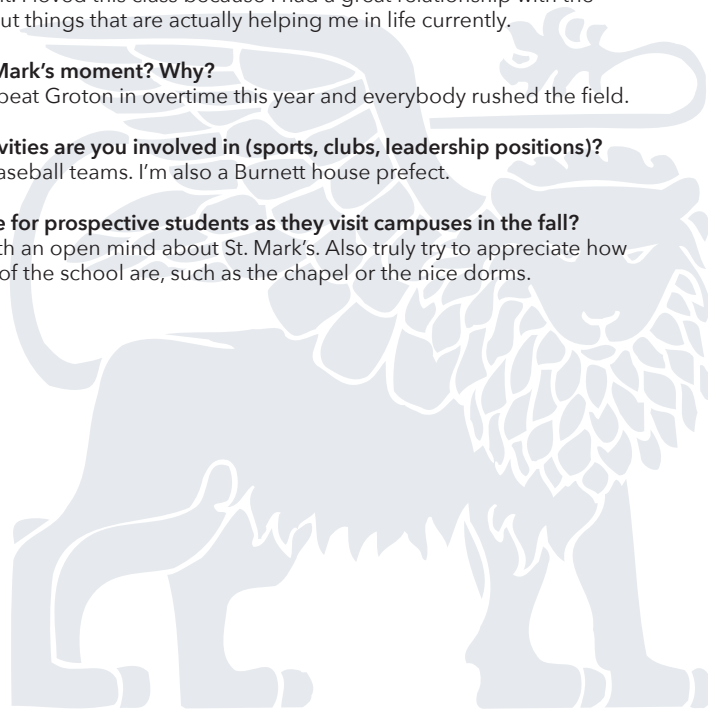 I loved this class because I had a great relationship with the
ut things that are actually helping me in life currently.
Mark's moment? Why?
beat Groton in overtime this year and everybody rushed the field.
vities are you involved in (sports, clubs, leadership positions)?
aseball teams. I'm also a Burnett house prefect.
e for prospective students as they visit campuses in the fall?
th an open mind about St. Mark's. Also truly try to appreciate how
of the school are, such as the chapel or the nice dorms.